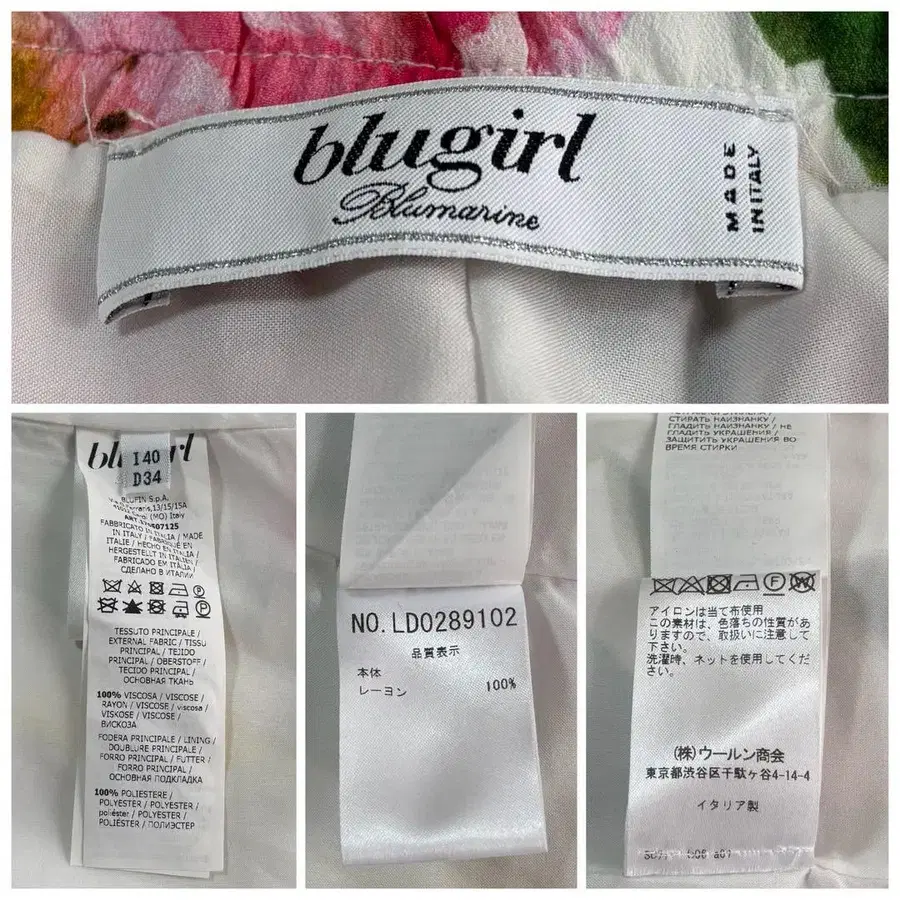 blugirl
Blumarine
MADE
IN ITALY
I 40
D34
BLUFIN S.p.A.
FABBRICATO IN ITALIA / MADE
IN ITALY / FABRIQUÉ EN
ITALIE / HECHO EN ITALIA /
HERGESTELLT IN ITALIEN /
FABRICADO EM ITÁLIA /
СДЕЛАНО В ИТАЛИИ
TESSUTO PRINCIPALE /
EXTERNAL FABRIC / TISSU
PRINCIPAL / TEJIDO
PRINCIPAL / OBERSTOFF /
TECIDO PRINCIPAL /
ОСНОВНАЯ ТКАНЬ
100% VISCOSA / VISCOSE /
RAYON / VISCOSE / viscosa /
VISKOSE / VISCOSE /
ВИСКОЗА
FODERA PRINCIPALE / LINING /
DOUBLURE PRINCIPALE /
FORRO PRINCIPAL / FUTTER /
FORRO PRINCIPAL /
ОСНОВНАЯ ПОДКЛАДКА
100% POLIESTERE /
POLYESTER / POLYESTER /
poliéster / POLYESTER /
POLIÉSTER / ПОЛИЭСТЕР
NO. LD0289102
品質表示
本体
レーヨン 100%
СТИРАТЬ НАИЗНАНКУ /
ГЛАДИТЬ НАИЗНАНКУ / НЕ
ГЛАДИТЬ УКРАШЕНИЯ /
ЗАЩИТИТЬ УКРАШЕНИЯ ВО
ВРЕМЯ СТИРКИ
アイロンは当て布使用
この素材は、色落ちの性質があ
りますので、取扱いに注意して
下さい。
洗濯時、ネットを使用してくだ
さい。
(株)ウールン商会
東京都渋谷区千駄ヶ谷4-14-4
イタリア製